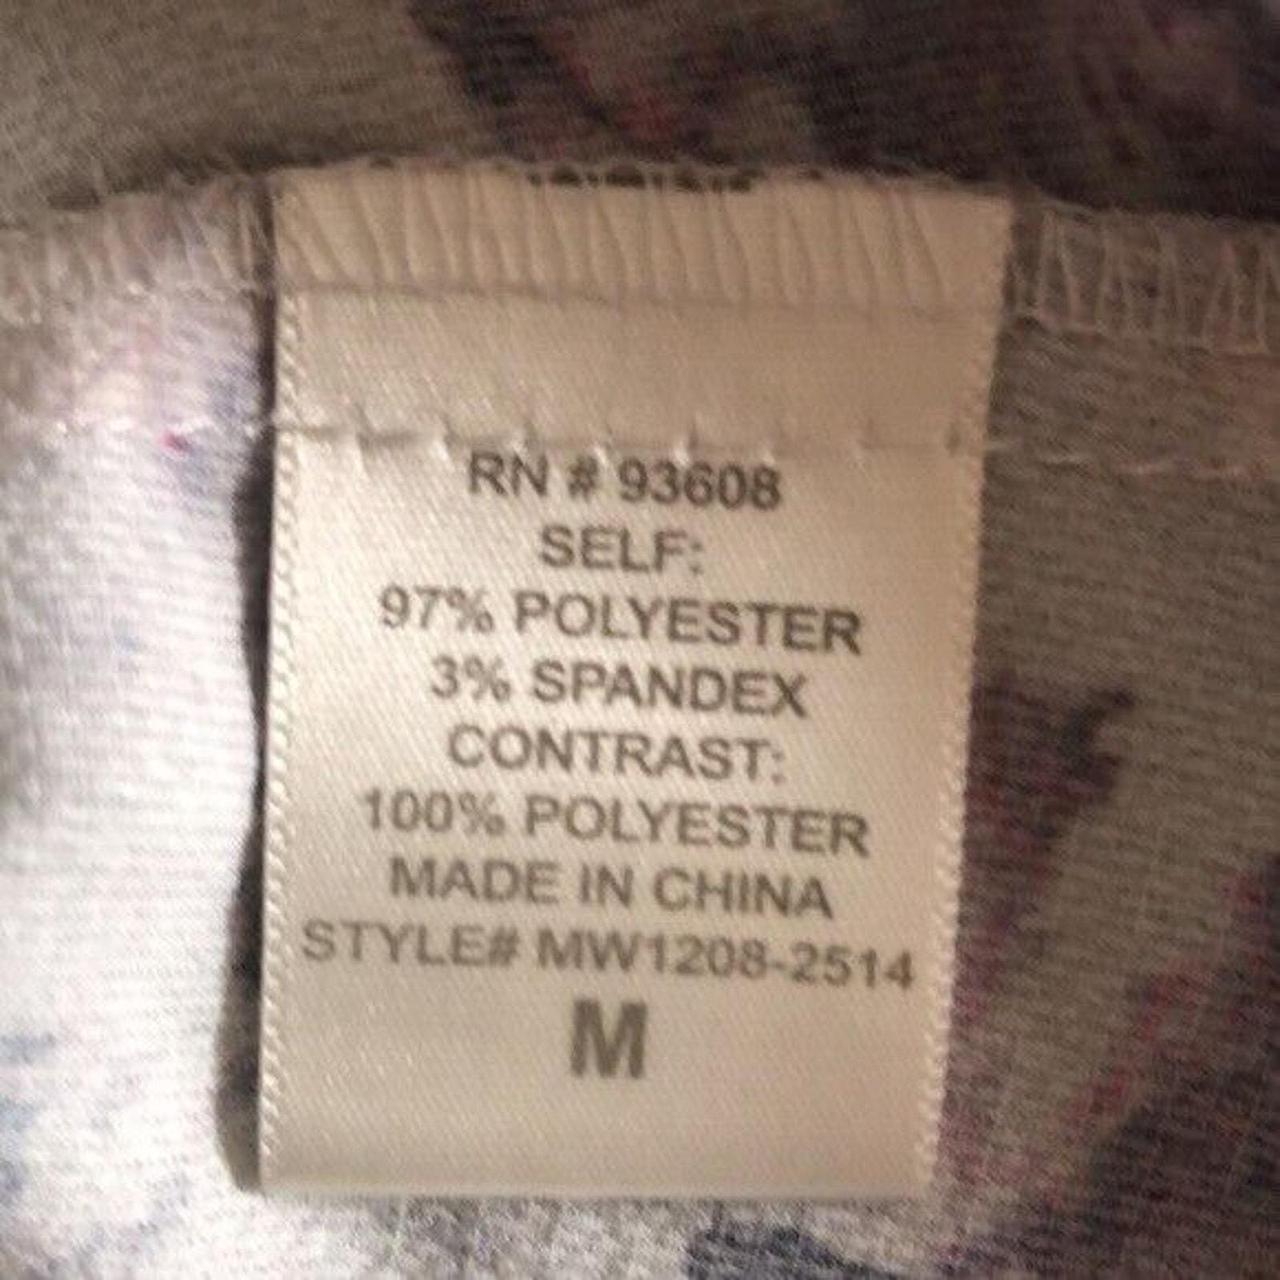 RN # 93608
SELF:
97% POLYESTER
3% SPANDEX
CONTRAST:
100% POLYESTER
MADE IN CHINA
STYLE# MW1208-2514
M